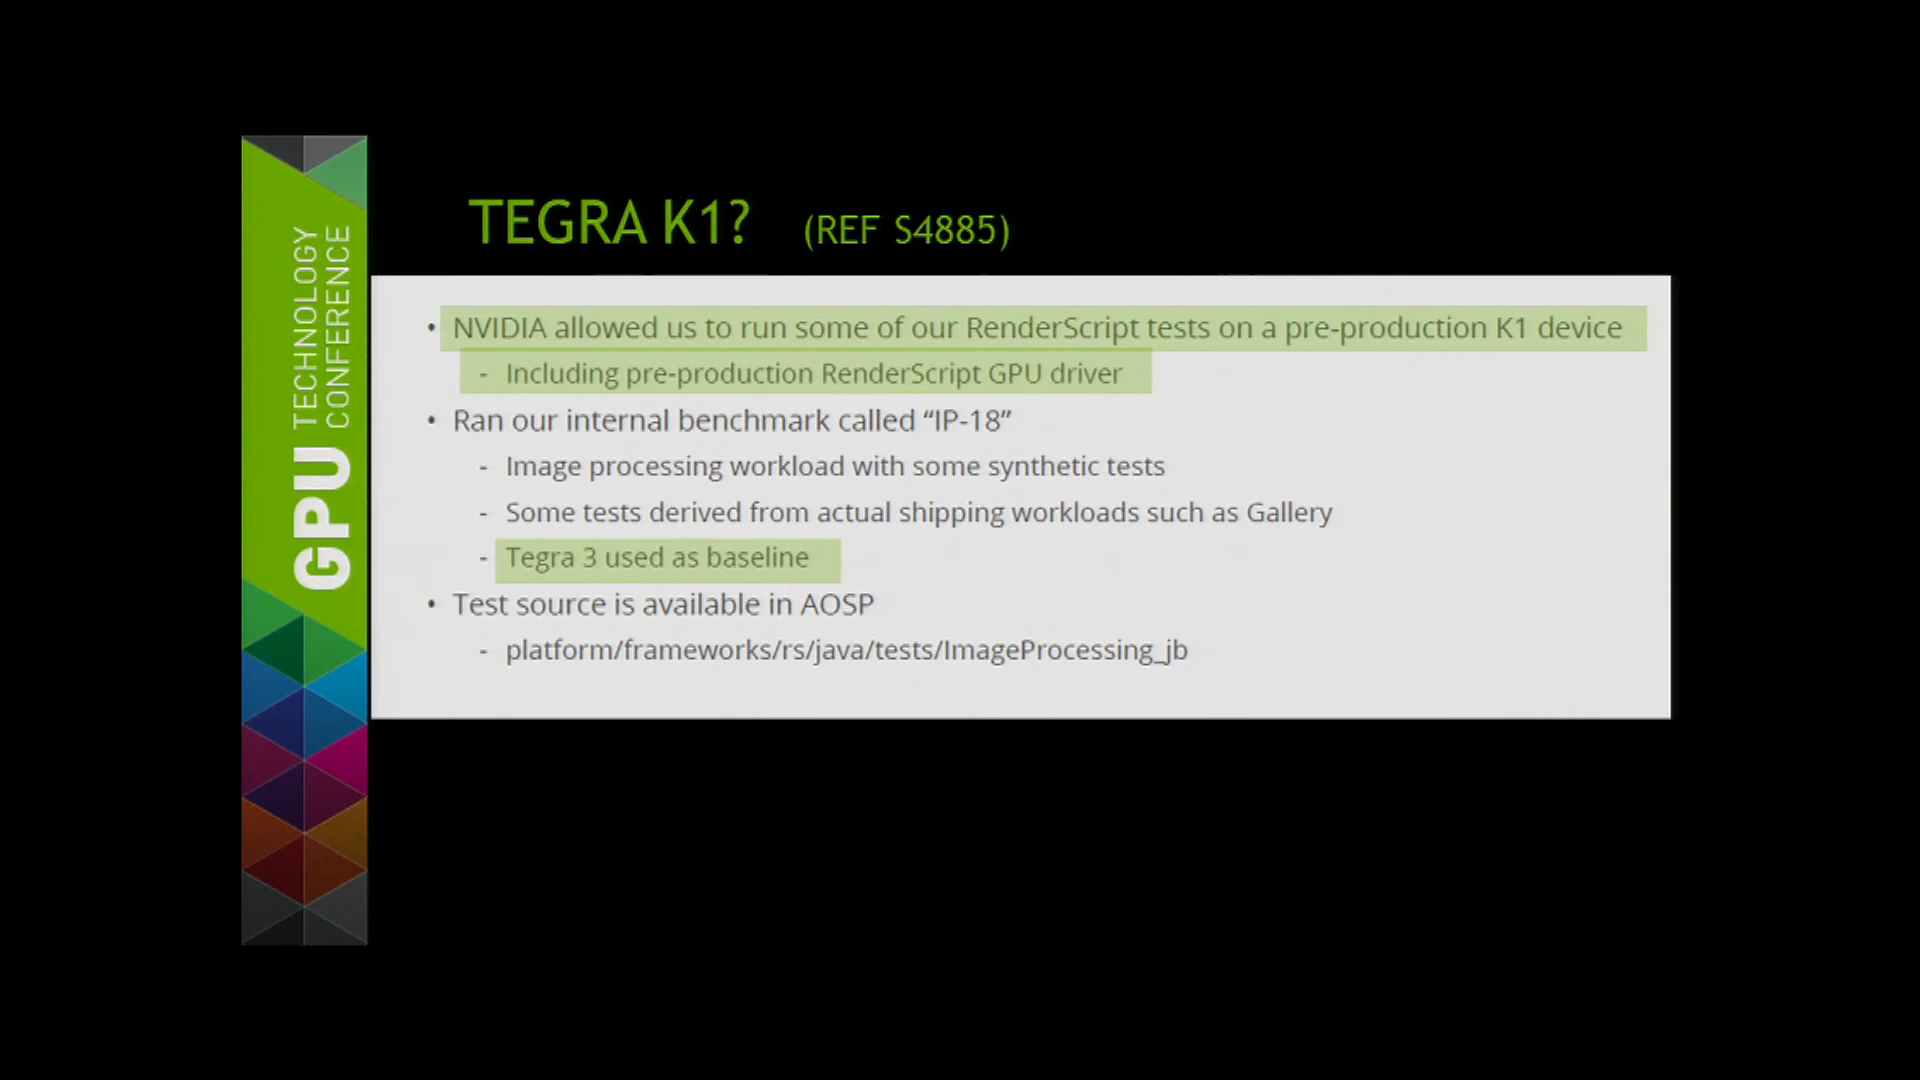 GPU TECHNOLOGY
CONFERENCE
TEGRA K1? (REF S4885)
• NVIDIA allowed us to run some of our RenderScript tests on a pre-production K1 device
- Including pre-production RenderScript GPU driver
• Ran our internal benchmark called “IP-18”
- Image processing workload with some synthetic tests
- Some tests derived from actual shipping workloads such as Gallery
- Tegra 3 used as baseline
• Test source is available in AOSP
- platform/frameworks/rs/java/tests/ImageProcessing_jb